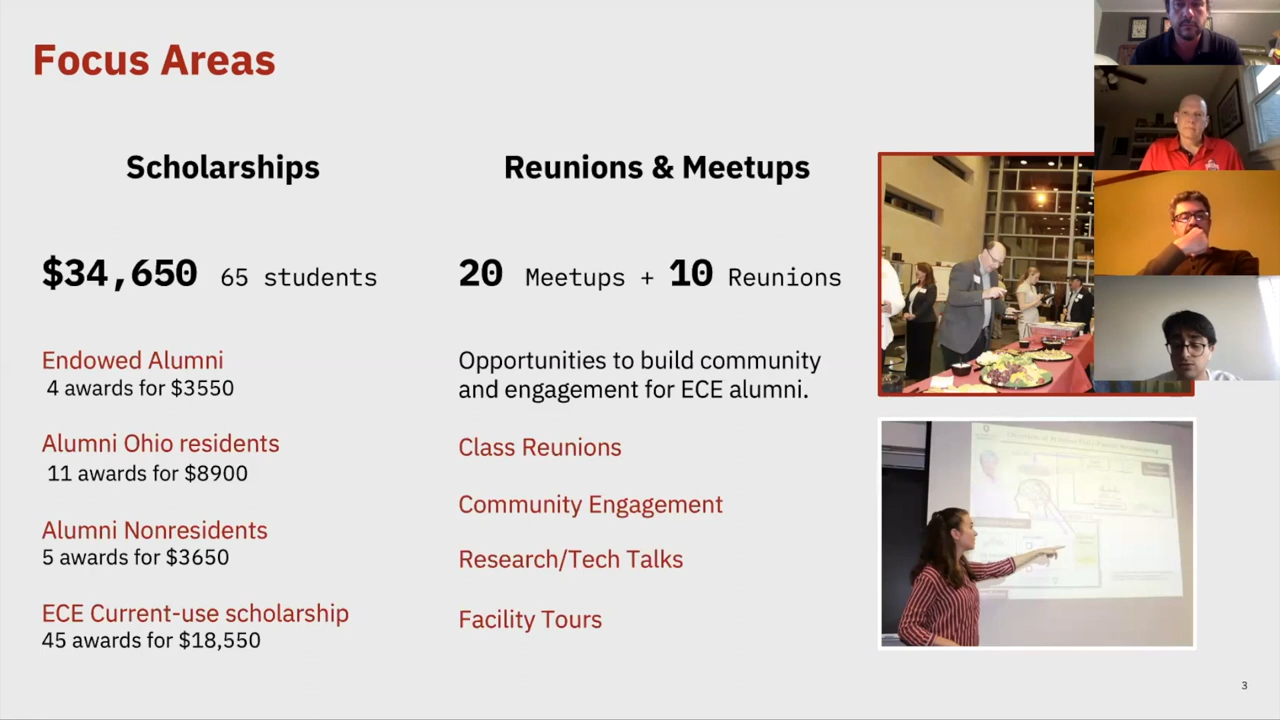 Focus Areas
Scholarships
$34,650 65 students
Endowed Alumni
4 awards for $3550
Alumni Ohio residents
11 awards for $8900
Alumni Nonresidents
5 awards for $3650
ECE Current-use scholarship
45 awards for $18,550
Reunions & Meetups
20 Meetups + 10 Reunions
Opportunities to build community
and engagement for ECE alumni.
Class Reunions
Community Engagement
Research/Tech Talks
Facility Tours
3